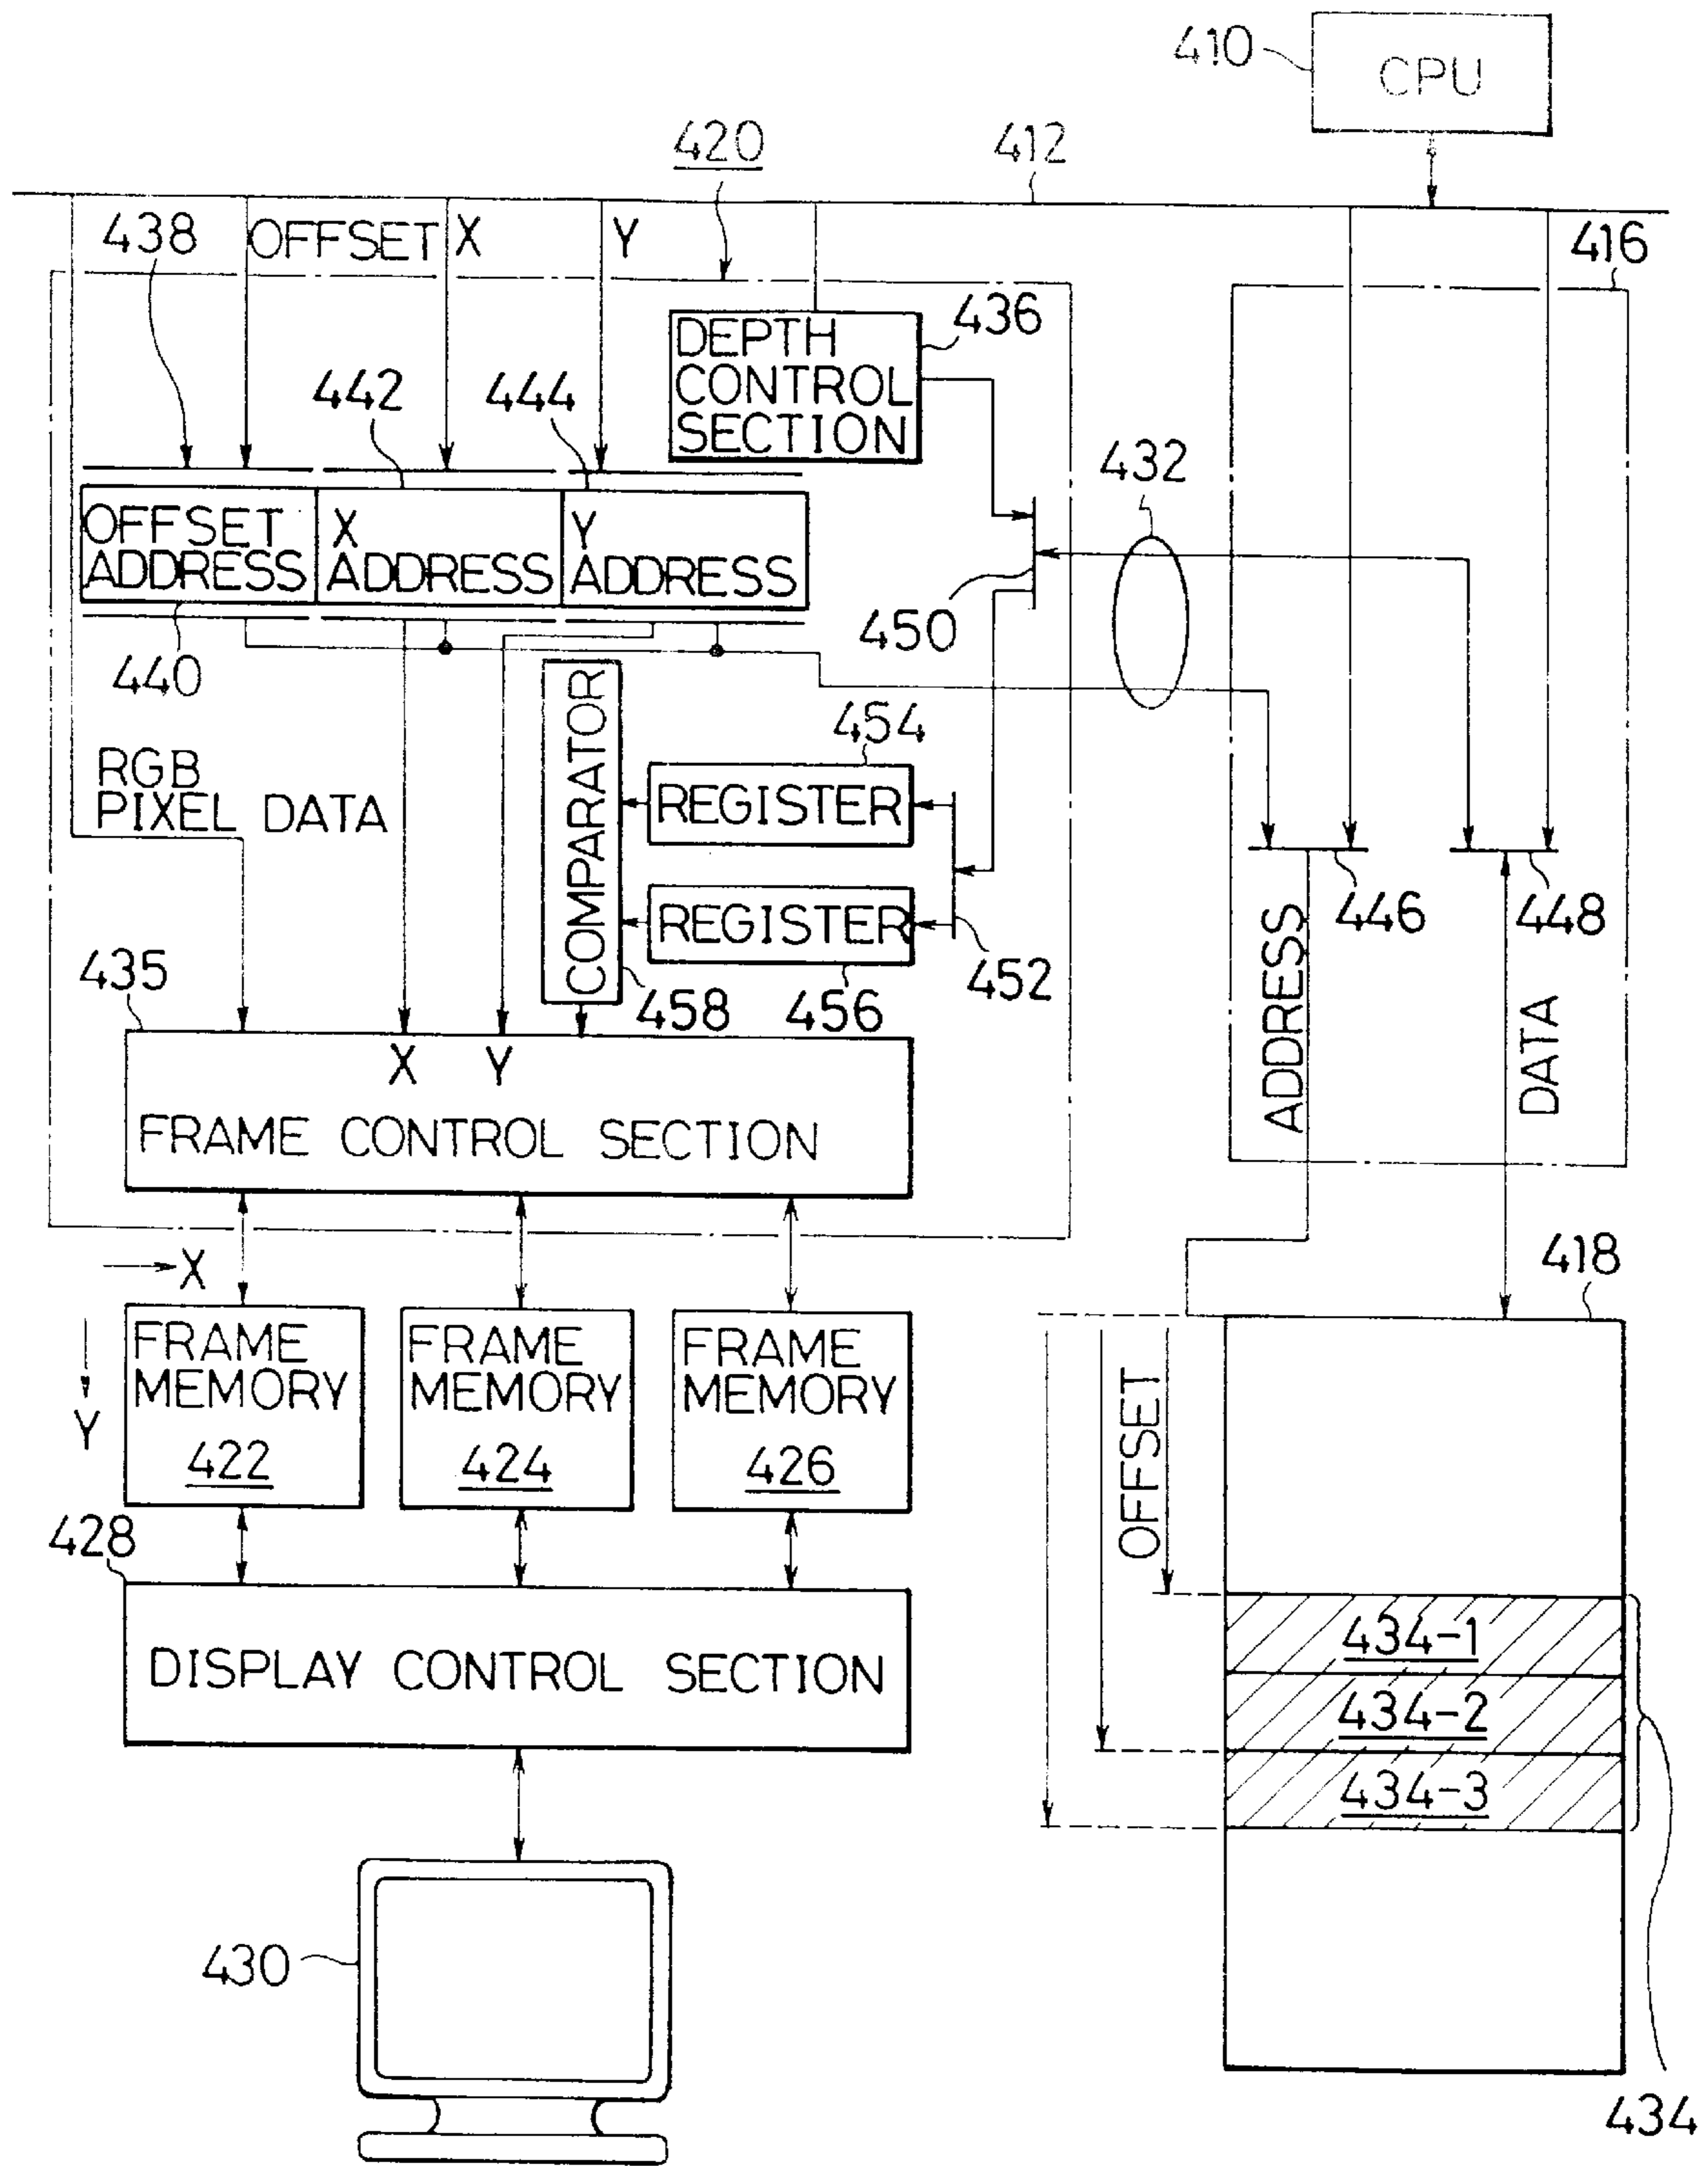 410
CPU
420
412
438
OFFSET
X
Y
416
DEPTH
CONTROL
SECTION
436
442
444
432
OFFSET
ADDRESS
X
ADDRESS
Y
ADDRESS
450
440
COMPARATOR
454
RGB
PIXEL DATA
REGISTER
REGISTER
446
448
452
435
458
456
ADDRESS
DATA
X
Y
FRAME CONTROL SECTION
X
Y
418
FRAME
MEMORY
422
FRAME
MEMORY
424
FRAME
MEMORY
426
OFFSET
428
DISPLAY CONTROL SECTION
434-1
434-2
434-3
430
434